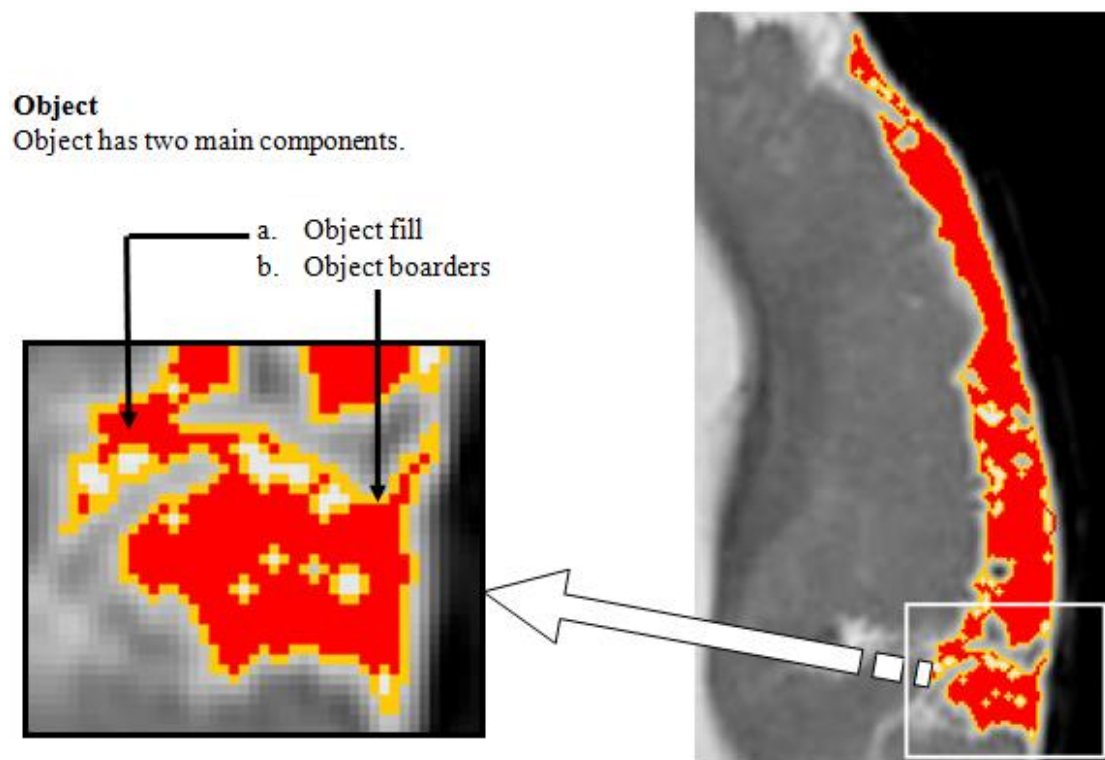 Object
Object has two main components.
a. Object fill
b. Object boarders